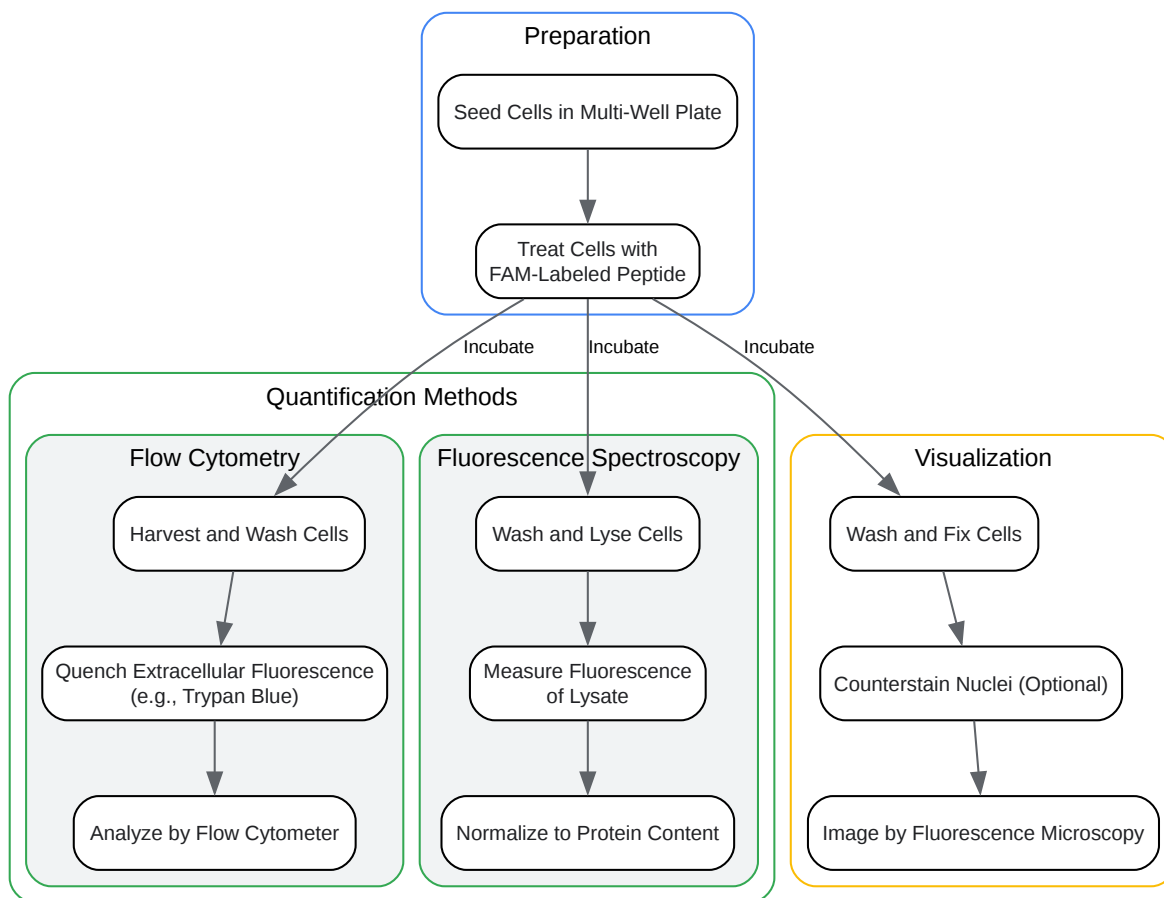 Preparation
Seed Cells in Multi-Well Plate
Treat Cells with
FAM-Labeled Peptide
Incubate
Incubate
Incubate
Quantification Methods
Flow Cytometry
Harvest and Wash Cells
Quench Extracellular Fluorescence
(e.g., Trypan Blue)
Analyze by Flow Cytometer
Fluorescence Spectroscopy
Wash and Lyse Cells
Measure Fluorescence
of Lysate
Normalize to Protein Content
Visualization
Wash and Fix Cells
Counterstain Nuclei (Optional)
Image by Fluorescence Microscopy